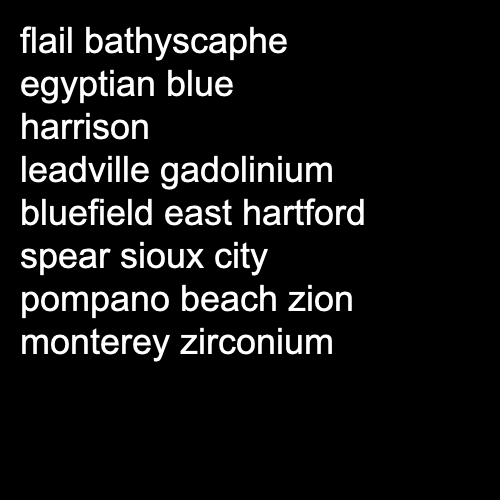 flail bathyscaphe
egyptian blue
harrison
leadville gadolinium
bluefield east hartford
spear sioux city
pompano beach zion
monterey zirconium